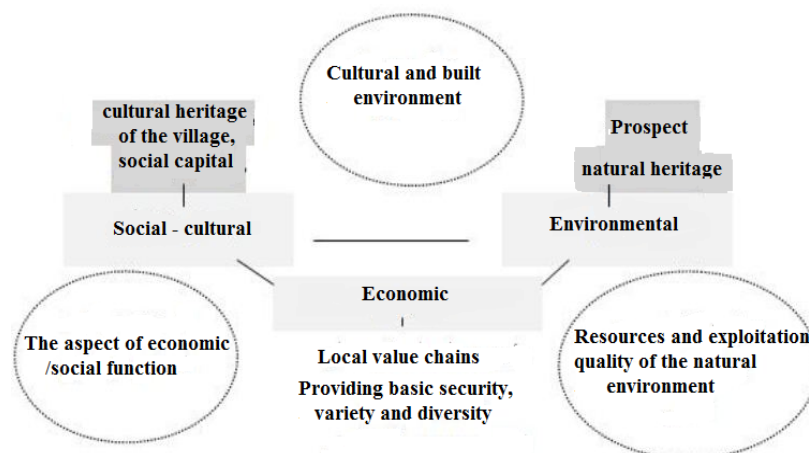 Cultural and built
environment
cultural heritage
of the village,
social capital
Prospect
natural heritage
Social - cultural
Environmental
Economic
The aspect of economic
/social function
Local value chains
Providing basic security,
variety and diversity
Resources and exploitation
quality of the natural
environment